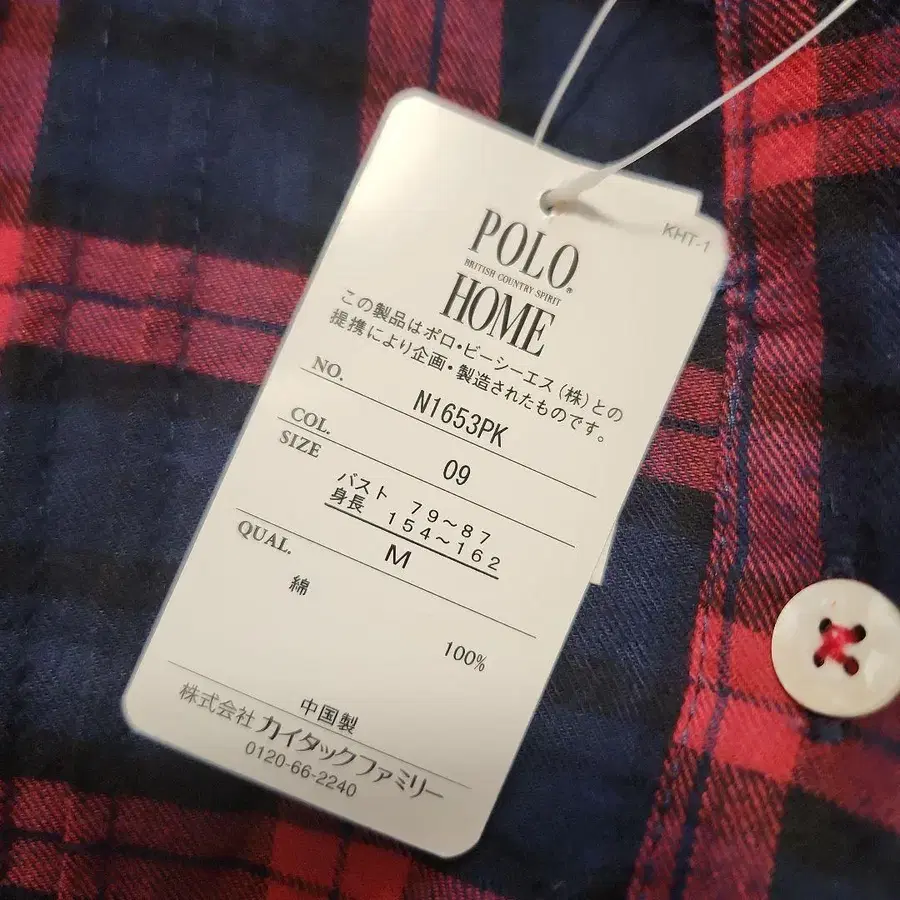 KHT-1
POLO®
BRITISH COUNTRY SPIRIT
HOME
この製品はポロ・ビーシーエス(株)との
提携により企画・製造されたものです。
NO. N1653PK
COL. 09
SIZE バスト 79~87
身長 154~162
M
QUAL.
綿 100%
中国製
株式会社 カイタックファミリー
0120-66-2240